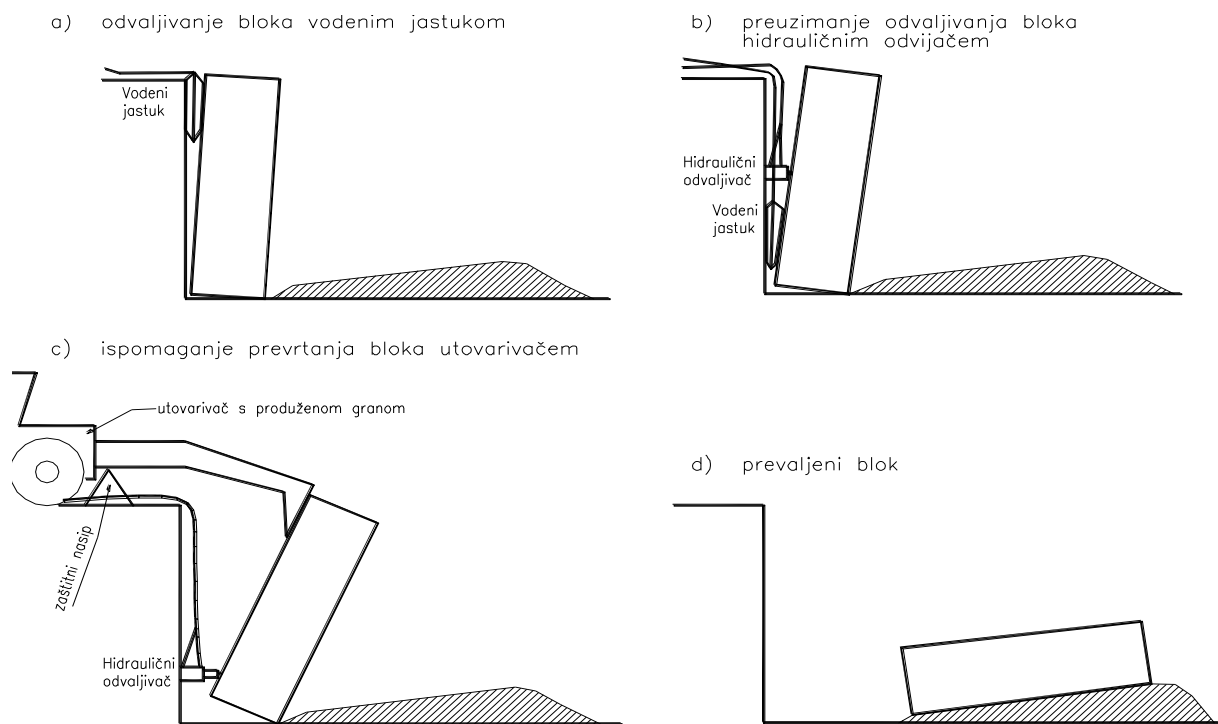 a) odvaljivanje bloka vodenim jastukom
Vodeni
jastuk
b) preuzimanje odvaljivanja bloka
hidrauličnim odvijačem
Hidraulični
odvaljivač
Vodeni
jastuk
c) ispomaganje prevrtanja bloka utovarivačem
utovarivač s produženom granom
zaštitni nasip
Hidraulični
odvaljivač
d) prevaljeni blok